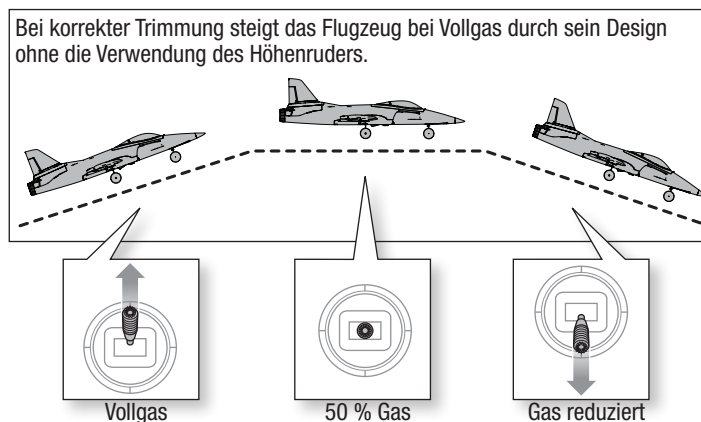 Bei korrekter Trimmung steigt das Flugzeug bei Vollgas durch sein Design
ohne die Verwendung des Höhenruders.
Vollgas
50 % Gas
Gas reduziert